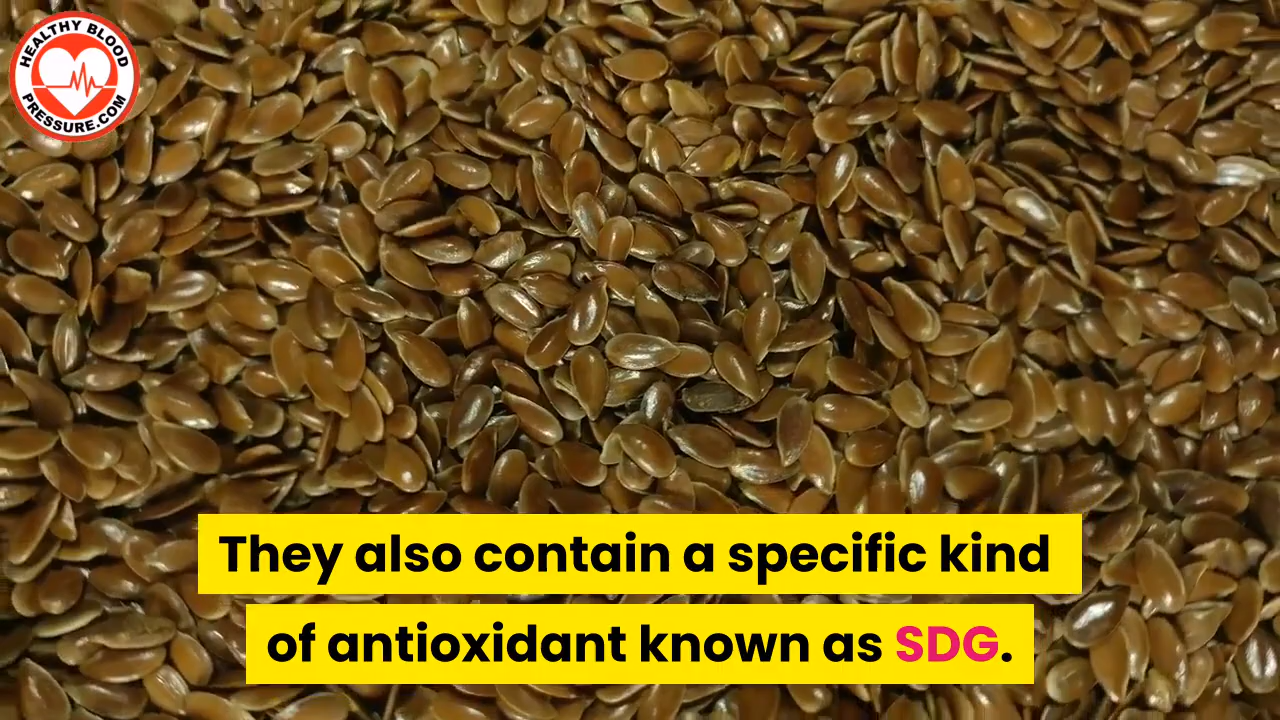 HEALTHY BLOOD
PRESSURE.COM
They also contain a specific kind
of antioxidant known as SDG.